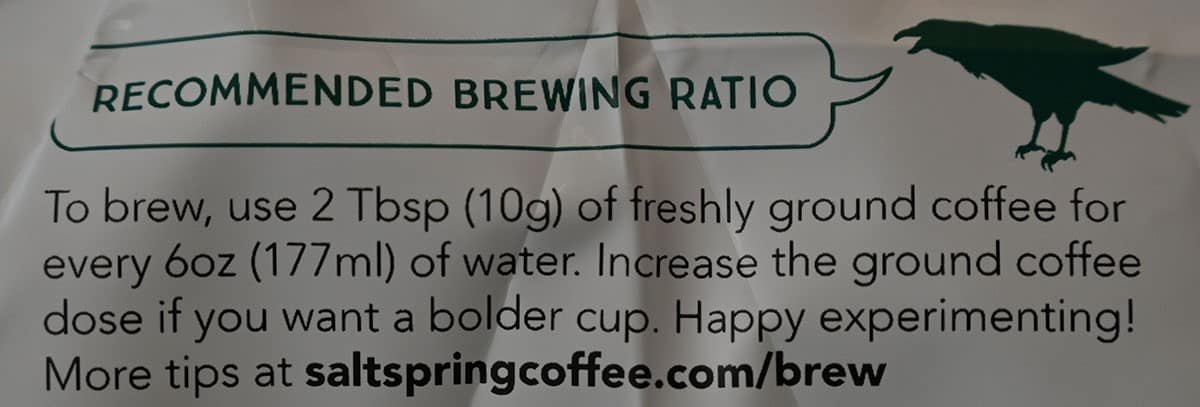 RECOMMENDED BREWING RATIO
To brew, use 2 Tbsp (10g) of freshly ground coffee for
every 6oz (177ml) of water. Increase the ground coffee
dose if you want a bolder cup. Happy experimenting!
More tips at saltspringcoffee.com/brew